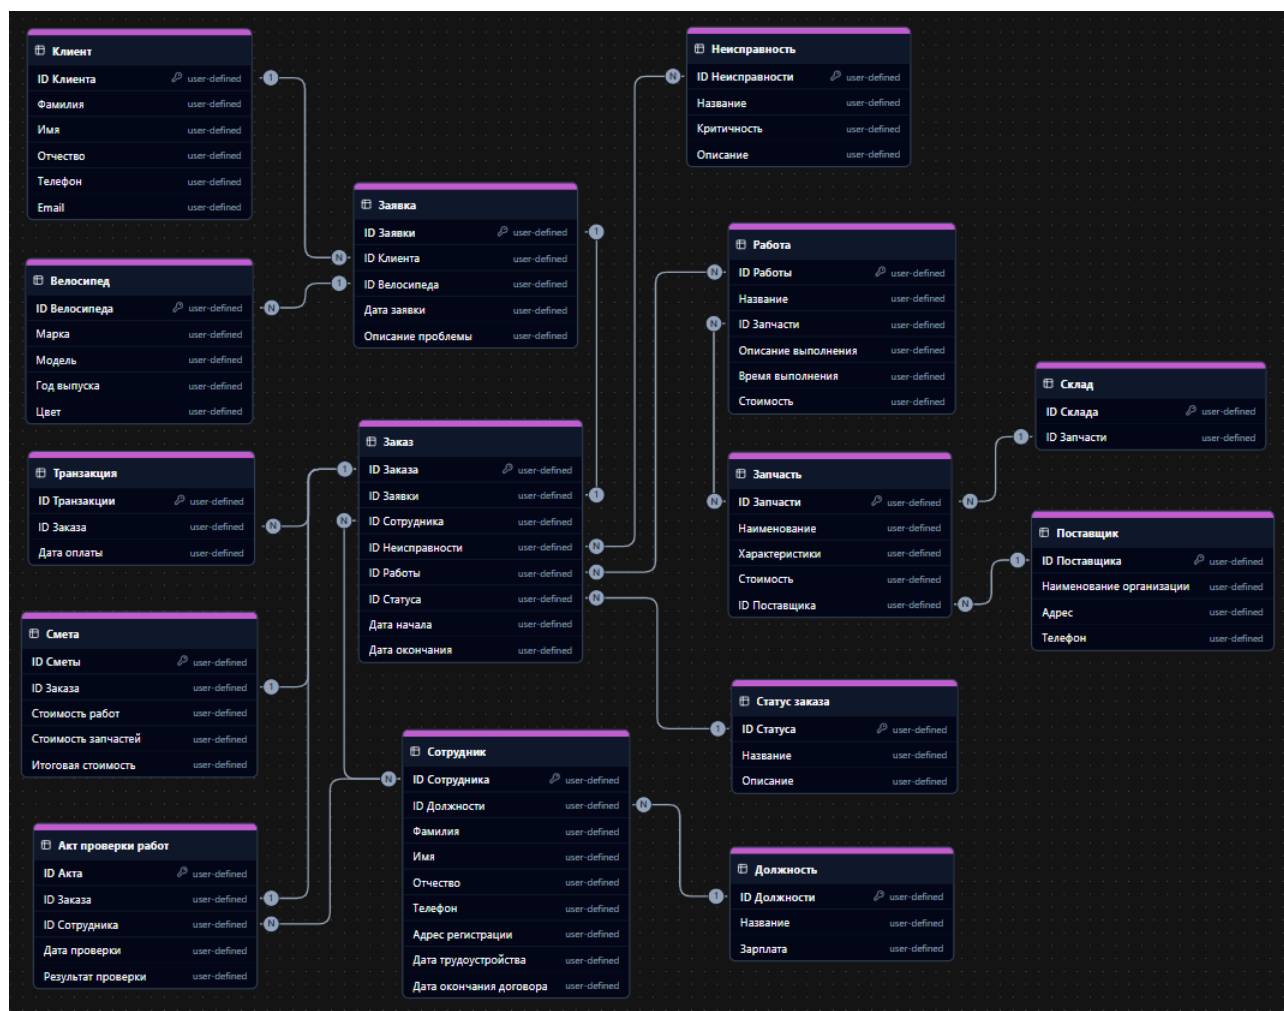 Клиент
ID Клиента user-defined
Фамилия user-defined
Имя user-defined
Отчество user-defined
Телефон user-defined
Email user-defined
Велосипед
ID Велосипеда user-defined
Марка user-defined
Модель user-defined
Год выпуска user-defined
Цвет user-defined
Транзакция
ID Транзакции user-defined
ID Заказа user-defined
Дата оплаты user-defined
Смета
ID Сметы user-defined
ID Заказа user-defined
Стоимость работ user-defined
Стоимость запчастей user-defined
Итоговая стоимость user-defined
Акт проверки работ
ID Акта user-defined
ID Заказа user-defined
ID Сотрудника user-defined
Дата проверки user-defined
Результат проверки user-defined
1
N
N
1
1
N
Заявка
ID Заявки user-defined
ID Клиента user-defined
ID Велосипеда user-defined
Дата заявки user-defined
Описание проблемы user-defined
N
1
1
Заказ
ID Заказа user-defined
ID Заявки user-defined
ID Сотрудника user-defined
ID Неисправности user-defined
ID Работы user-defined
ID Статуса user-defined
Дата начала user-defined
Дата окончания user-defined
1
N
1
N
N
N
Сотрудник
ID Сотрудника user-defined
ID Должности user-defined
Фамилия user-defined
Имя user-defined
Отчество user-defined
Телефон user-defined
Адрес регистрации user-defined
Дата трудоустройства user-defined
Дата окончания договора user-defined
N
N
Неисправность
ID Неисправности user-defined
Название user-defined
Критичность user-defined
Описание user-defined
N
Работа
ID Работы user-defined
Название user-defined
ID Запчасти user-defined
Описание выполнения user-defined
Время выполнения user-defined
Стоимость user-defined
N
N
Запчасть
ID Запчасти user-defined
Наименование user-defined
Характеристики user-defined
Стоимость user-defined
ID Поставщика user-defined
N
N
N
Статус заказа
ID Статуса user-defined
Название user-defined
Описание user-defined
1
Должность
ID Должности user-defined
Название user-defined
Зарплата user-defined
1
Склад
ID Склада user-defined
ID Запчасти user-defined
1
Поставщик
ID Поставщика user-defined
Наименование организации user-defined
Адрес user-defined
Телефон user-defined
1